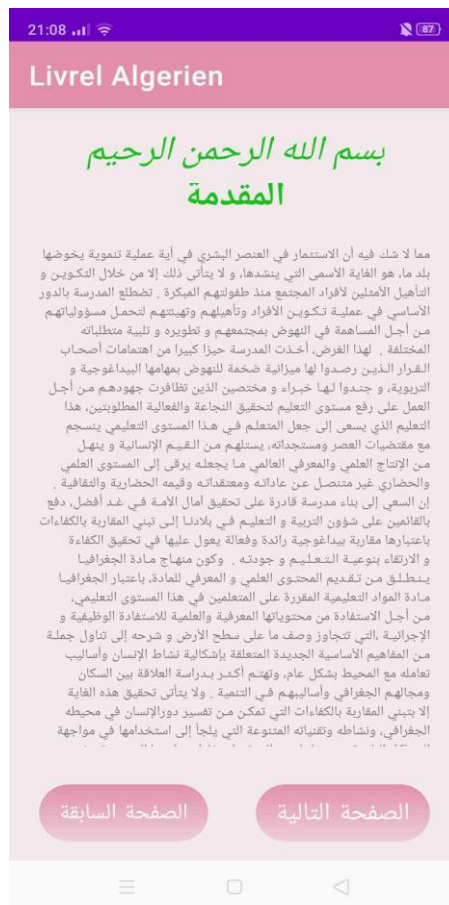 21:08
87
Livrel Algerien
بسم الله الرحمن الرحيم
المقدمة
مما لا شك فيه أن الاستثمار في العنصر البشري في أية عملية تنموية يخوضها
بلد ما، هو الغاية الأسمى التي ينشدها، و لا يتأتى ذلك إلا من خلال التكوين و
التأهيل الأمثلين لأفراد المجتمع منذ طفولتهم المبكرة . تضطلع المدرسة بالدور
الأساسي في عملية تكوين الأفراد وتأهيلهم وتهيئتهم لتحمل مسؤولياتهم
من أجل المساهمة في النهوض بمجتمعهم و تطويره و تلبية متطلباته
المختلفة . لهذا الغرض، أخذت المدرسة حيزا كبيرا من اهتمامات أصحاب
القرار الذين رصدوا لها ميزانية ضخمة للنهوض بمهامها البيداغوجية و
التربوية، و جندوا لها خبراء و مختصين الذين تظافرت جهودهم من أجل
العمل على رفع مستوى التعليم لتحقيق النجاعة والفعالية المطلوبتين، هذا
التعليم الذي يسعى إلى جعل المتعلم في هذا المستوى التعليمي ينسجم
مع مقتضيات العصر ومستجداته، يستلهم من القيم الإنسانية و ينهل
من الإنتاج العلمي والمعرفي العالمي ما يجعله يرقى إلى المستوى العلمي
والحضاري غير متنصل عن عاداته ومعتقداته وقيمه الحضارية والثقافية .
إن السعي إلى بناء مدرسة قادرة على تحقيق أمال الأمة في غد أفضل، دفع
بالقائمين على شؤون التربية و التعليم في بلادنا إلى تبني المقاربة بالكفاءات
باعتبارها مقاربة بيداغوجية رائدة وفعالة يعول عليها في تحقيق الكفاءة
و الارتقاء بنوعية التعليم و جودته . وكون منهاج مادة الجغرافيا
ينطلق من تقديم المحتوى العلمي و المعرفي للمادة، باعتبار الجغرافيا
مادة المواد التعليمية المقررة على المتعلمين في هذا المستوى التعليمي،
من أجل الاستفادة من محتوياتها المعرفية والعلمية للاستفادة الوظيفية و
الإجرائية ،التي تتجاوز وصف ما على سطح الأرض و شرحه إلى تناول جملة
من المفاهيم الأساسية الجديدة المتعلقة بإشكالية نشاط الإنسان وأساليب
تعامله مع المحيط بشكل عام، وتهتم أكثر بدراسة العلاقة بين السكان
ومجالهم الجغرافي وأساليبهم في التنمية . ولا يتأتى تحقيق هذه الغاية
إلا بتبني المقاربة بالكفاءات التي تمكن من تفسير دورالإنسان في محيطه
الجغرافي، ونشاطه وتقنياته المتنوعة التي يلجأ إلى استخدامها في مواجهة
الصفحة التالية
الصفحة السابقة